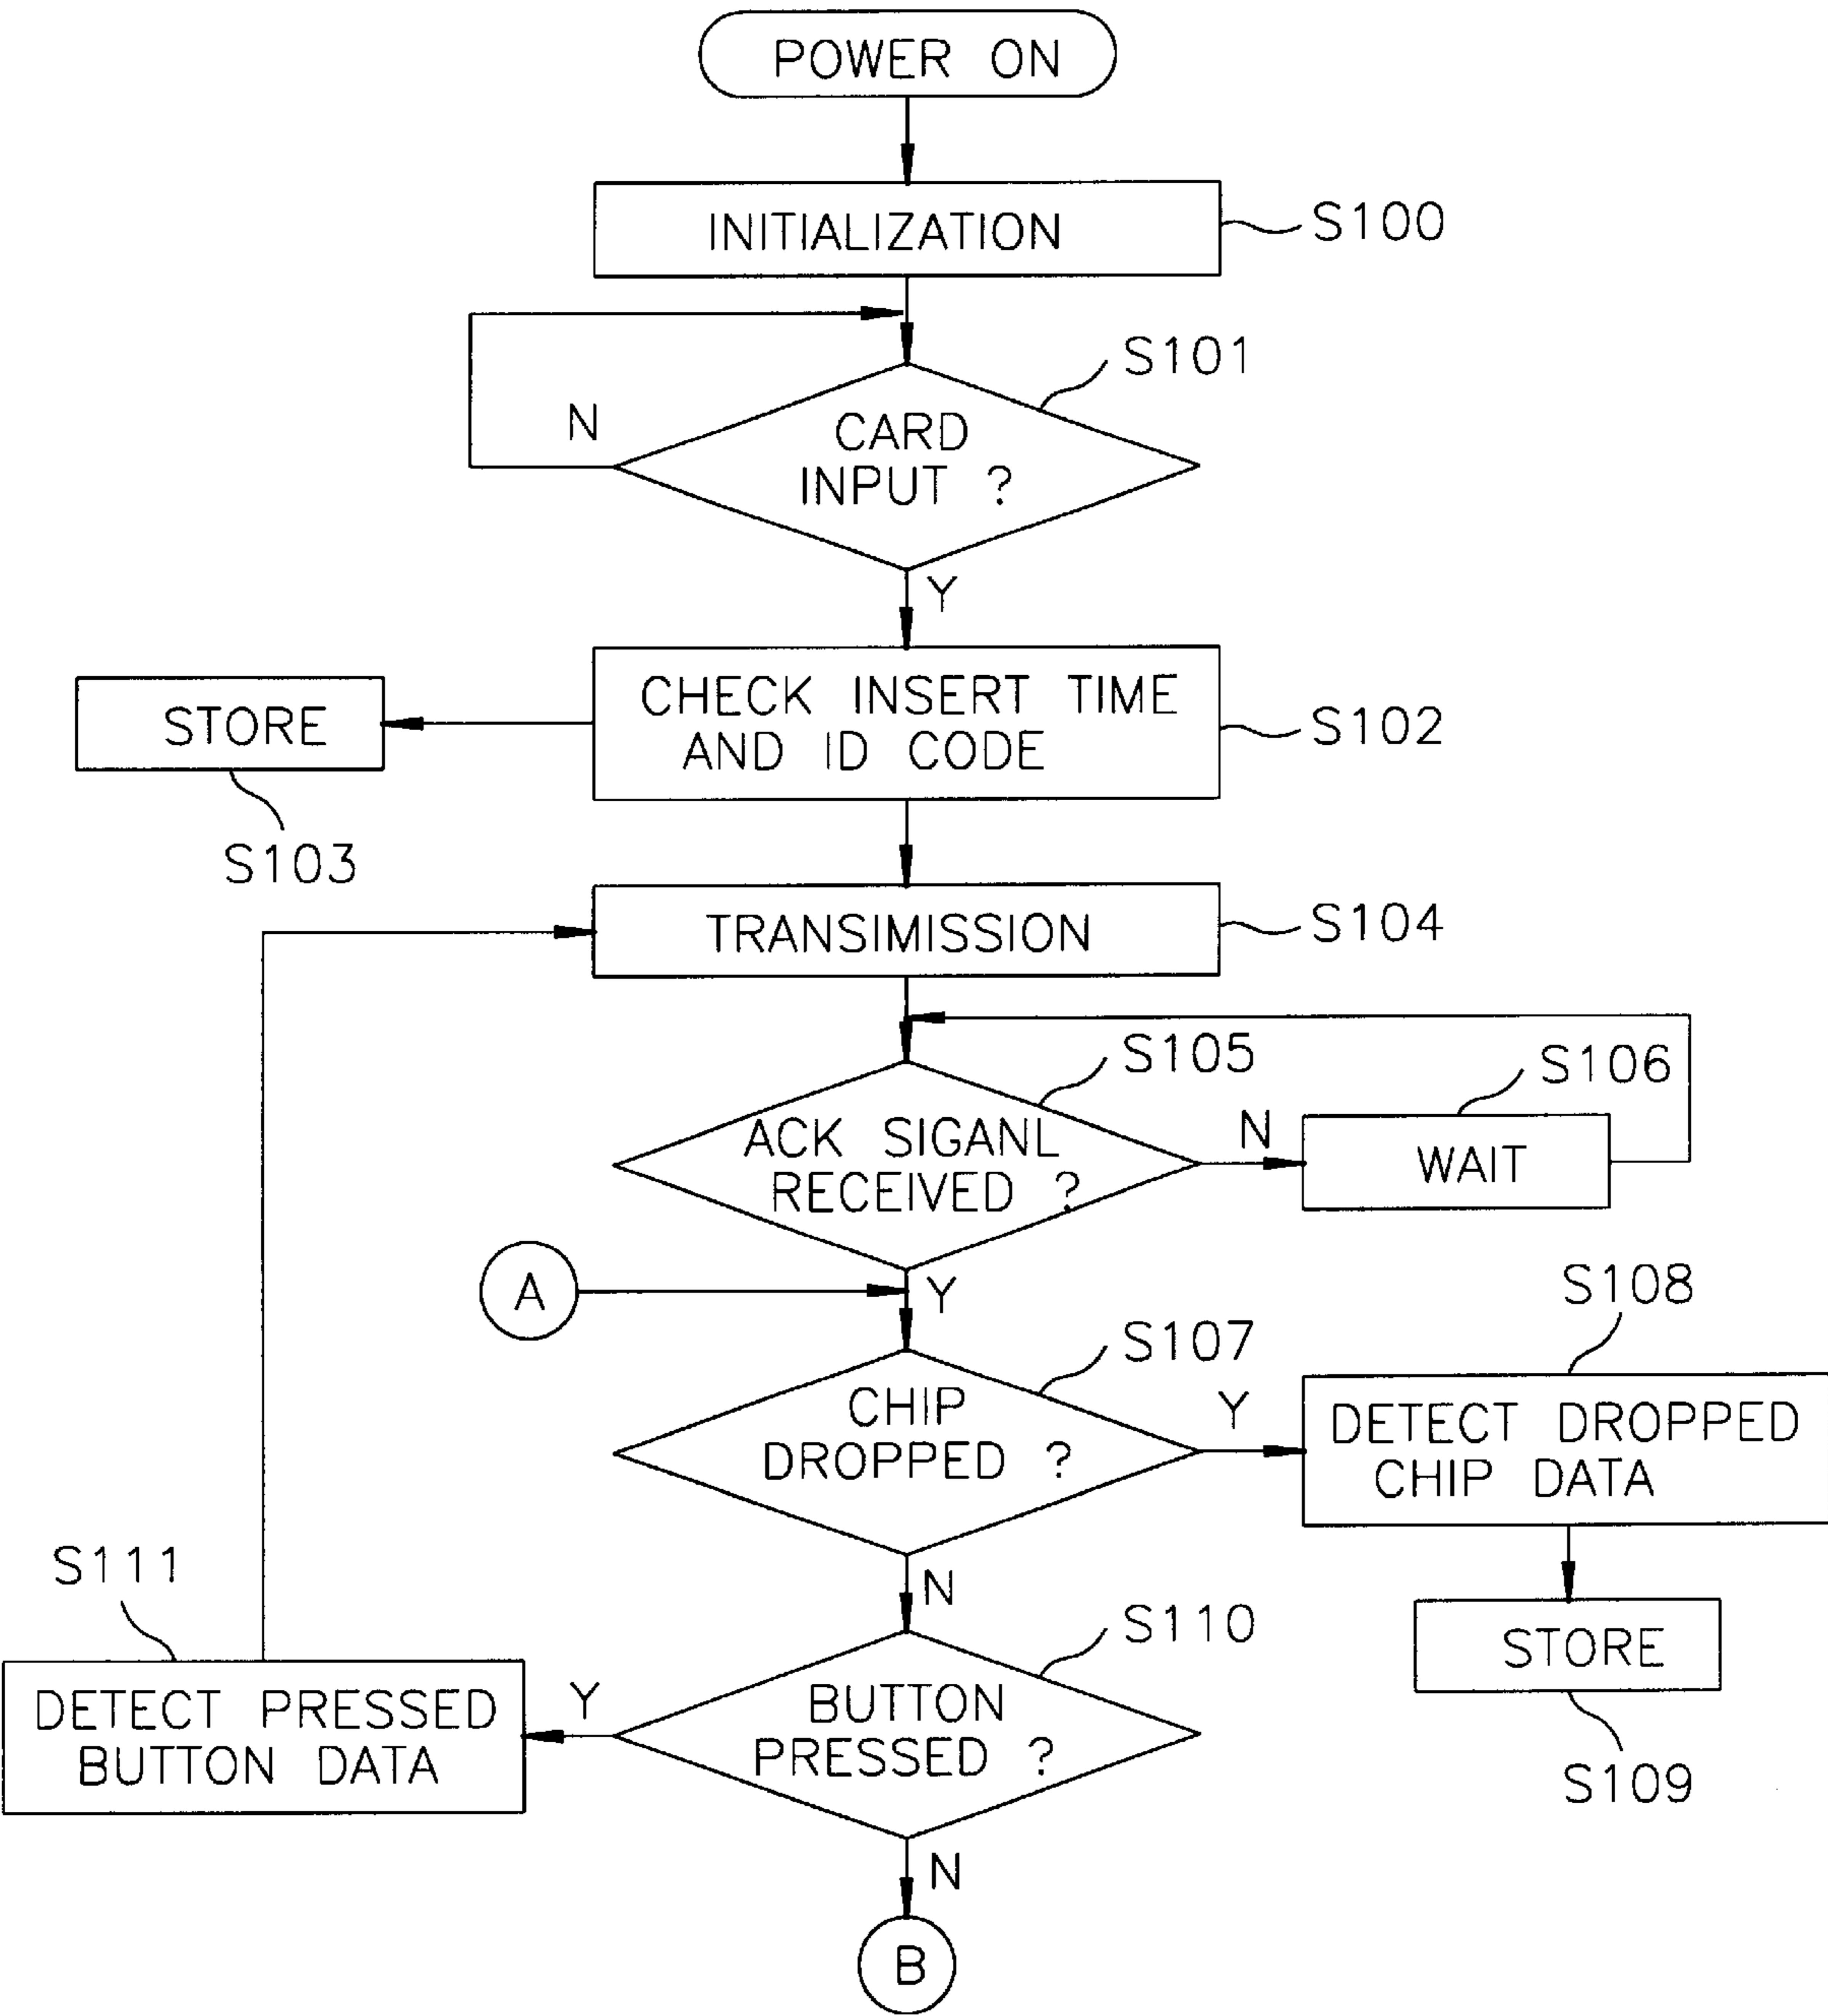 POWER ON
INITIALIZATION
S100
S101
N
CARD
INPUT ?
Y
CHECK INSERT TIME
AND ID CODE
S102
STORE
S103
TRANSIMISSION
S104
S105
S106
ACK SIGANL
RECEIVED ?
N
WAIT
A
Y
S107
S108
CHIP
DROPPED ?
Y
DETECT DROPPED
CHIP DATA
N
S111
S110
STORE
S109
DETECT PRESSED
BUTTON DATA
Y
BUTTON
PRESSED ?
N
B